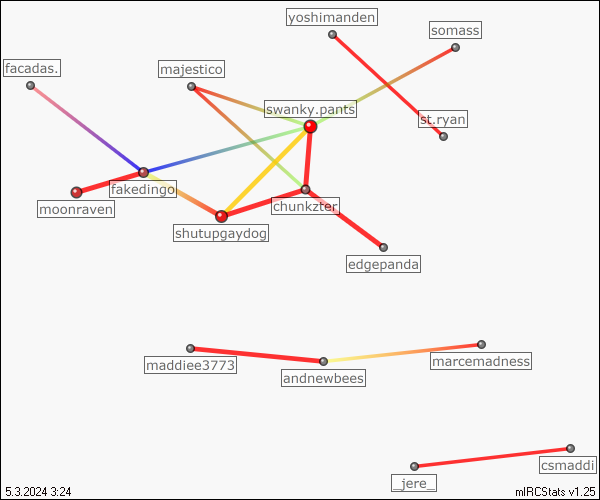 yoshimanden
somass
facadas.
majestico
swanky.pants
st.ryan
fakedingo
moonraven
chunkzter
shutupgaydog
edgepanda
maddiee3773
marcemadness
andnewbees
csmaddi
_jere_
5.3.2024 3:24
mIRCStats v1.25